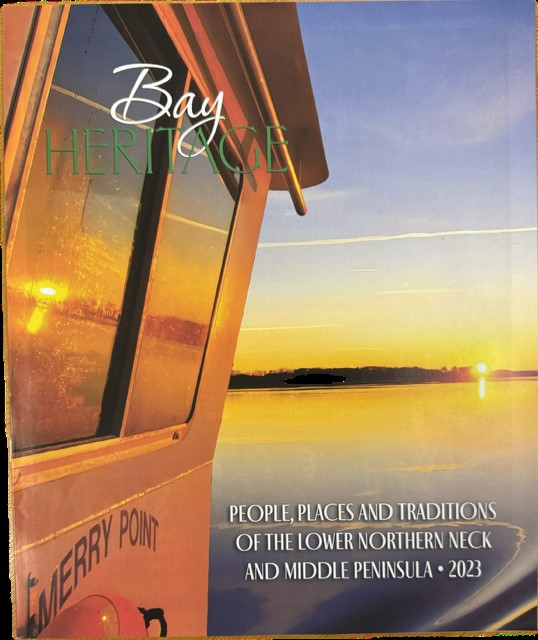 Bay
HERITAGE
PEOPLE, PLACES AND TRADITIONS
OF THE LOWER NORTHERN NECK
AND MIDDLE PENINSULA • 2023
MERRY POINT